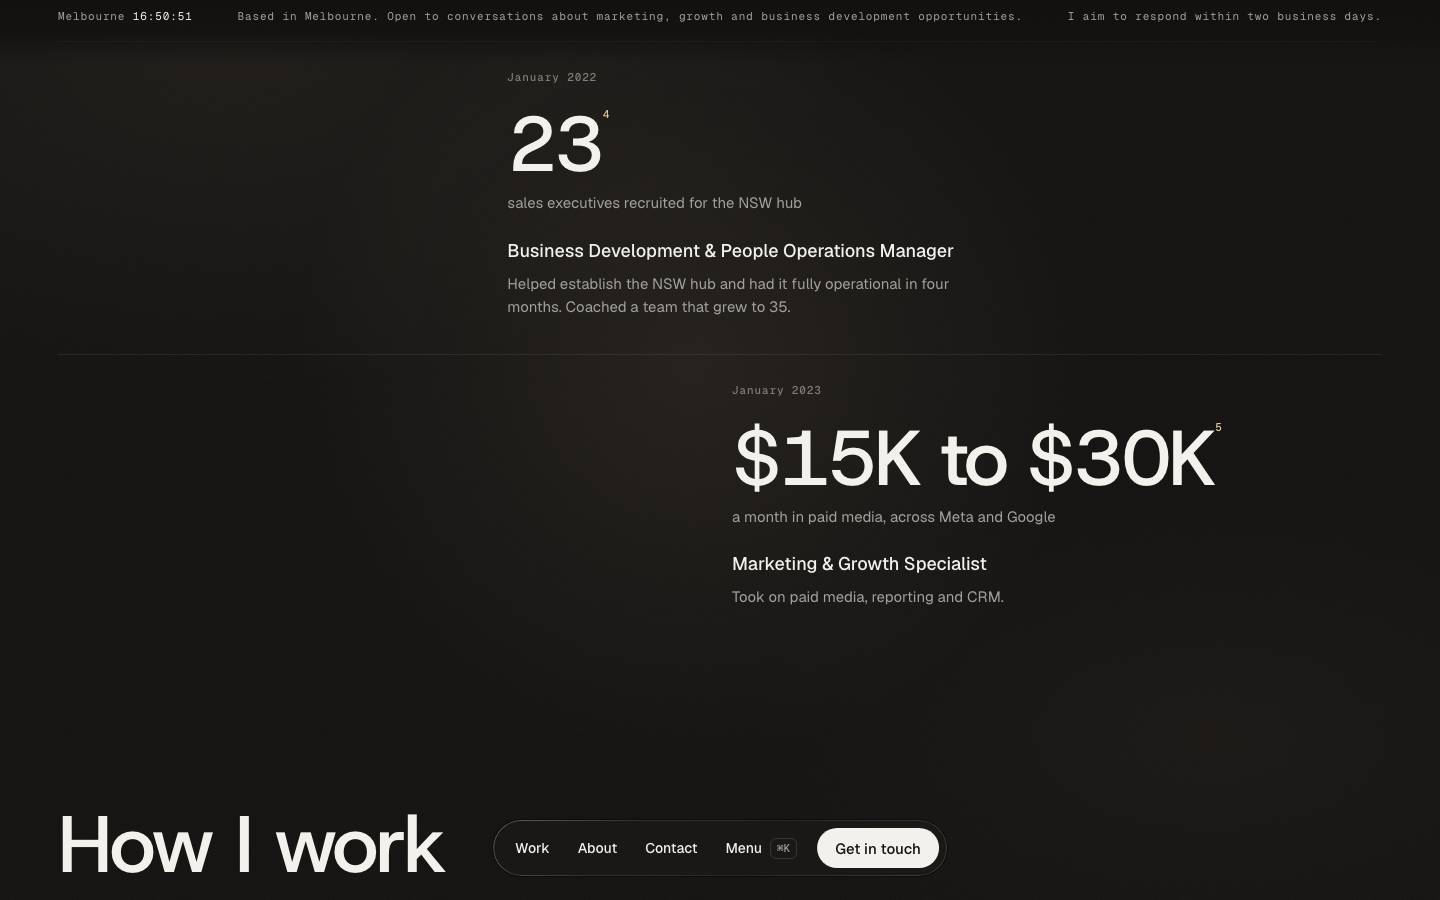 Melbourne 16:50:51 Based in Melbourne. Open to conversations about marketing, growth and business development opportunities. I aim to respond within two business days.
January 2022
23 4
sales executives recruited for the NSW hub
Business Development & People Operations Manager
Helped establish the NSW hub and had it fully operational in four
months. Coached a team that grew to 35.
January 2023
$15K to $30K 5
a month in paid media, across Meta and Google
Marketing & Growth Specialist
Took on paid media, reporting and CRM.
How I work
Work About Contact Menu ⌘K Get in touch